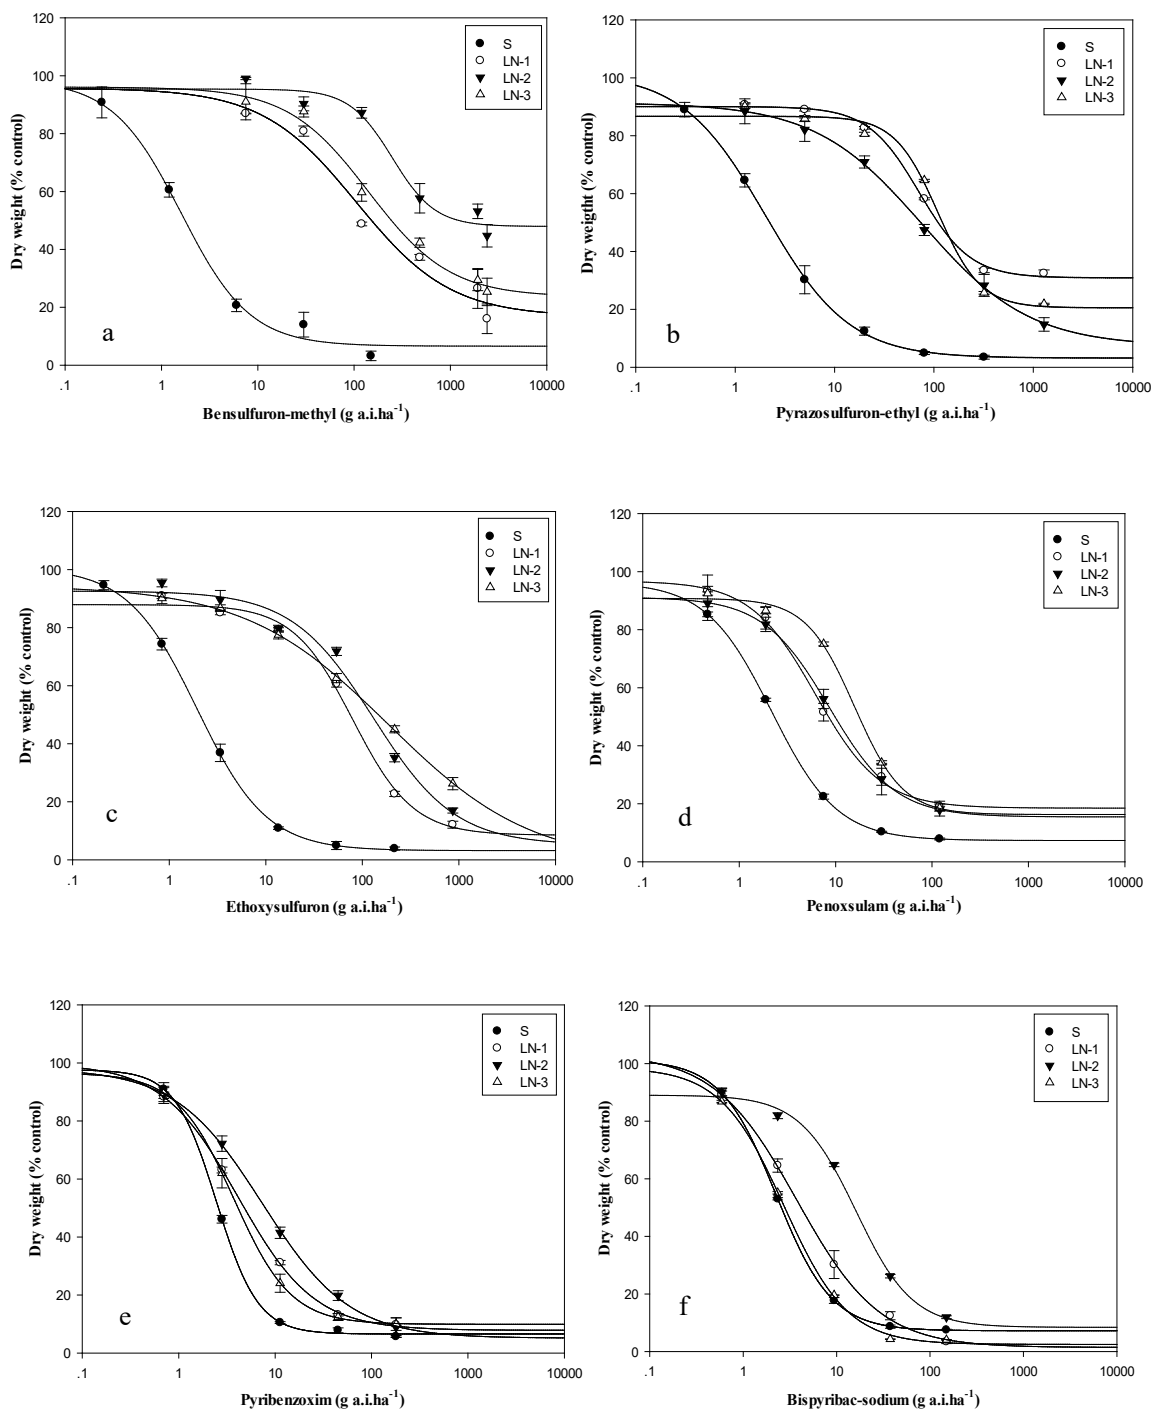 120
100
80
60
40
20
0
Dry weight (% control)
S
LN-1
LN-2
LN-3
a
.1 1 10 100 1000 10000
Bensulfuron-methyl (g a.i.ha⁻¹)
120
100
80
60
40
20
0
Dry weigtht (% control)
S
LN-1
LN-2
LN-3
b
.1 1 10 100 1000 10000
Pyrazosulfuron-ethyl (g a.i.ha⁻¹)
120
100
80
60
40
20
0
Dry weight (% control)
S
LN-1
LN-2
LN-3
c
.1 1 10 100 1000 10000
Ethoxysulfuron (g a.i.ha⁻¹)
120
100
80
60
40
20
0
Dry weight (% control)
S
LN-1
LN-2
LN-3
d
.1 1 10 100 1000 10000
Penoxsulam (g a.i.ha⁻¹)
120
100
80
60
40
20
0
Dry weight (% control)
S
LN-1
LN-2
LN-3
e
.1 1 10 100 1000 10000
Pyribenzoxim (g a.i.ha⁻¹)
120
100
80
60
40
20
0
Dry weight (% control)
S
LN-1
LN-2
LN-3
f
.1 1 10 100 1000 10000
Bispyribac-sodium (g a.i.ha⁻¹)